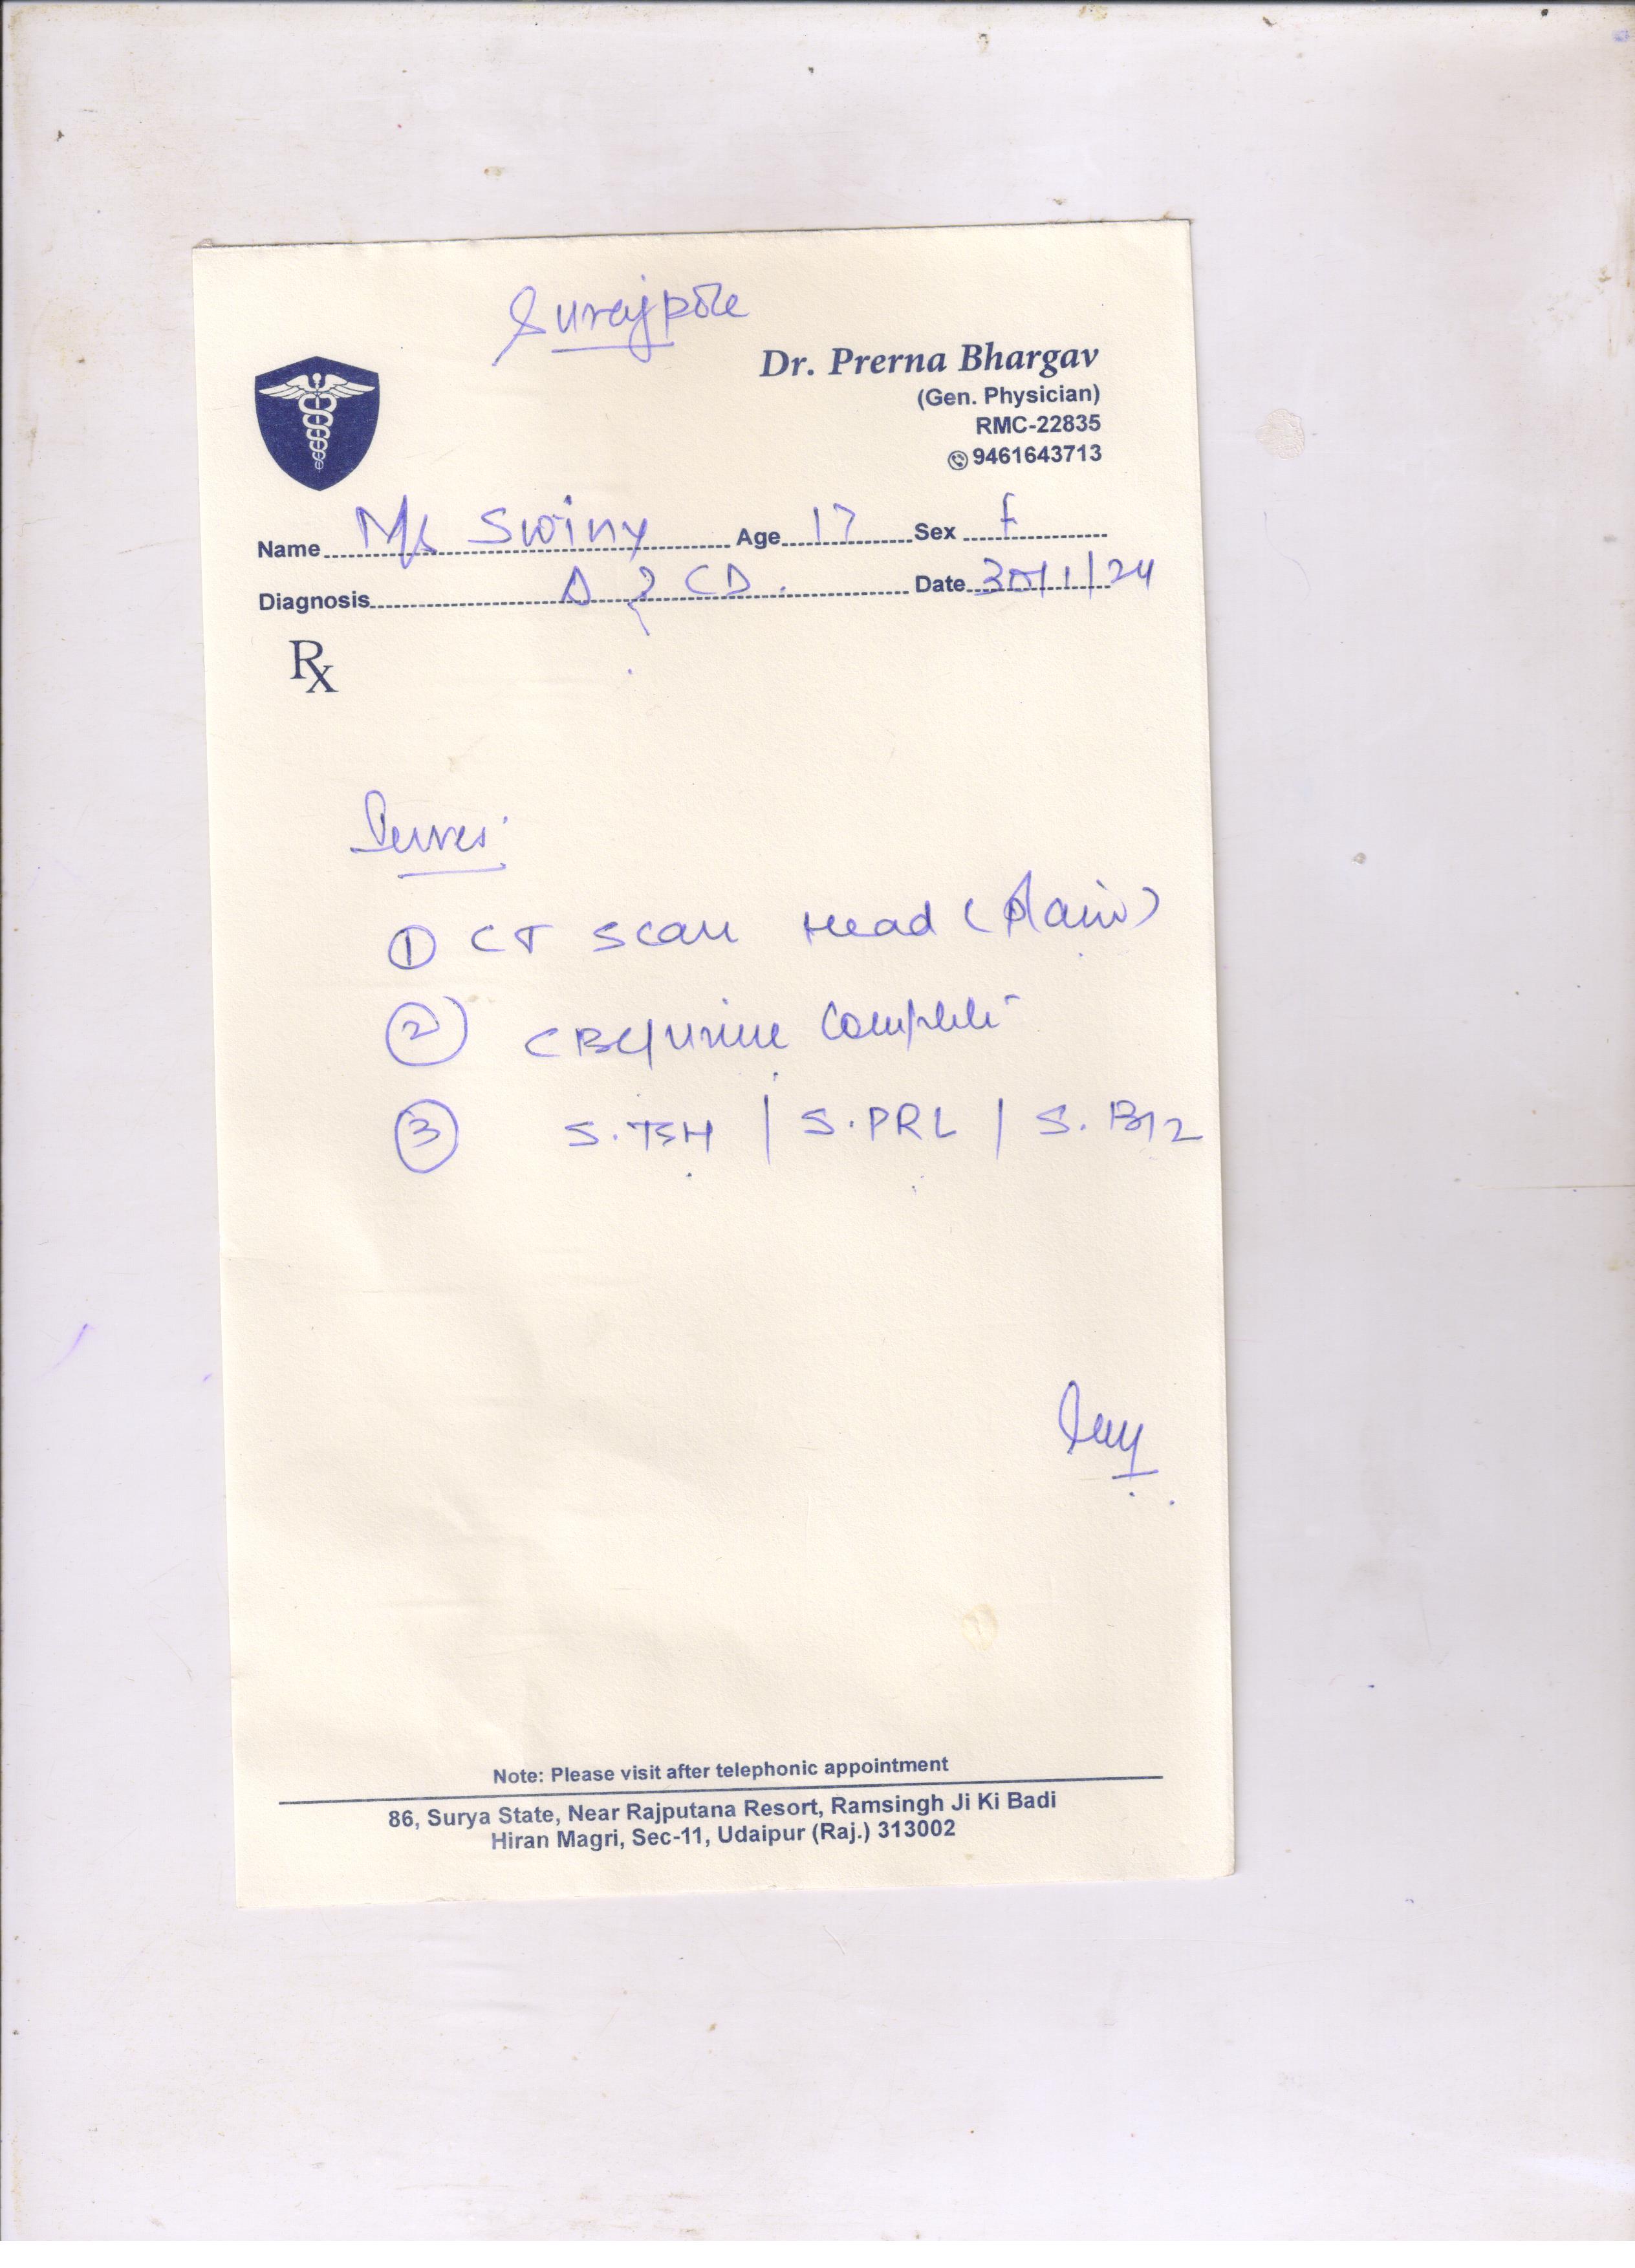 Surajpole
Dr. Prerna Bhargav
(Gen. Physician)
RMC-22835
9461643713
Name Ms Swiny Age 17 Sex F
Diagnosis Δ ? CD. Date 30/1/24
Rx
① CT Scan Head (Plain)
② CBC/urine Complete
③ S.TSH / S.PRL / S.B12
Note: Please visit after telephonic appointment
86, Surya State, Near Rajputana Resort, Ramsingh Ji Ki Badi
Hiran Magri, Sec-11, Udaipur (Raj.) 313002